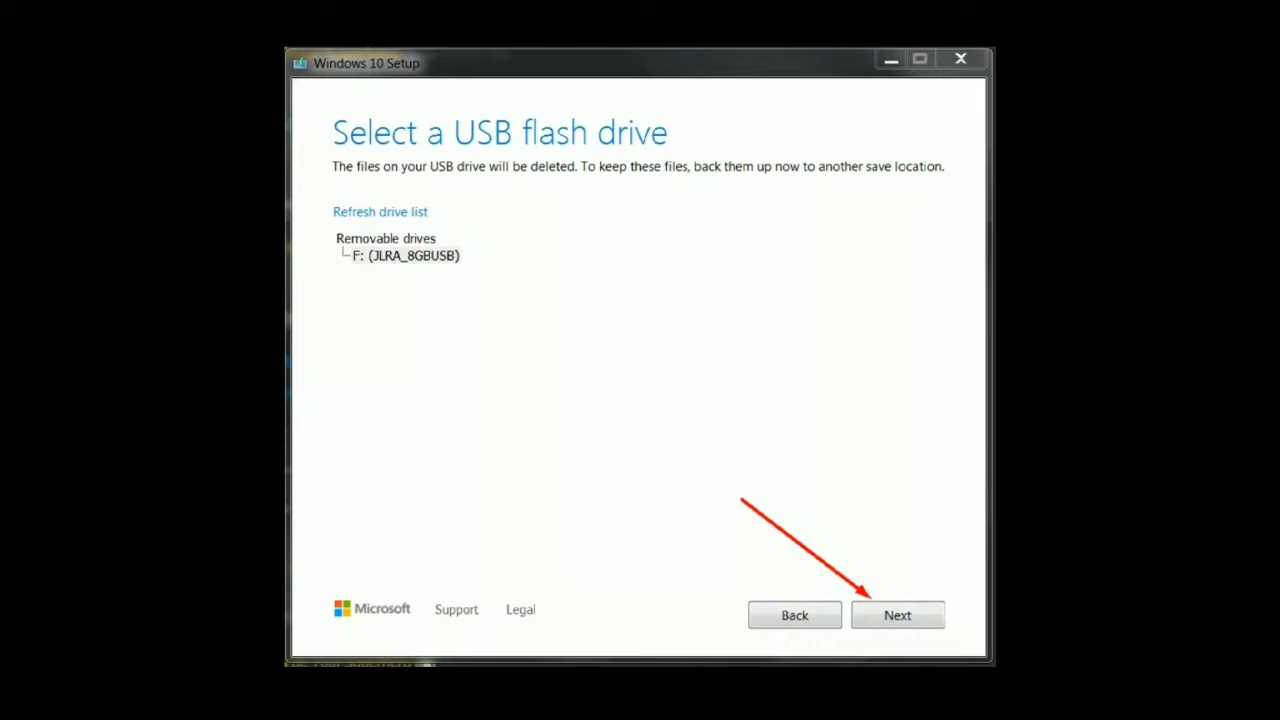 Windows 10 Setup
Select a USB flash drive
The files on your USB drive will be deleted. To keep these files, back them up now to another save location.
Refresh drive list
Removable drives
F: (JLRA_8GBUSB)
Microsoft Support Legal
Back Next